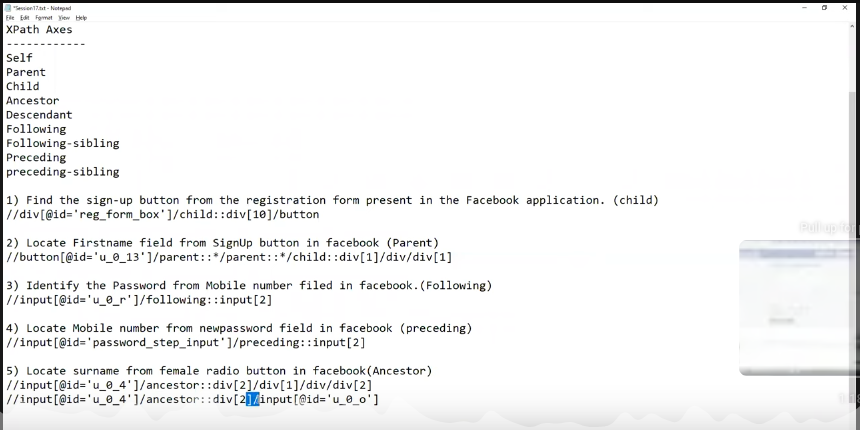 *Session17.txt - Notepad
File Edit Format View Help
XPath Axes
------------
Self
Parent
Child
Ancestor
Descendant
Following
Following-sibling
Preceding
preceding-sibling
1) Find the sign-up button from the registration form present in the Facebook application. (child)
//div[@id='reg_form_box']/child::div[10]/button
2) Locate Firstname field from SignUp button in facebook (Parent)
//button[@id='u_0_13']/parent::*/parent::*/child::div[1]/div/div[1]
3) Identify the Password from Mobile number filed in facebook.(Following)
//input[@id='u_0_r']/following::input[2]
4) Locate Mobile number from newpassword field in facebook (preceding)
//input[@id='password_step_input']/preceding::input[2]
5) Locate surname from female radio button in facebook(Ancestor)
//input[@id='u_0_4']/ancestor::div[2]/div[1]/div/div[2]
//input[@id='u_0_4']/ancestor::div[2]/input[@id='u_0_o']
Pull up for